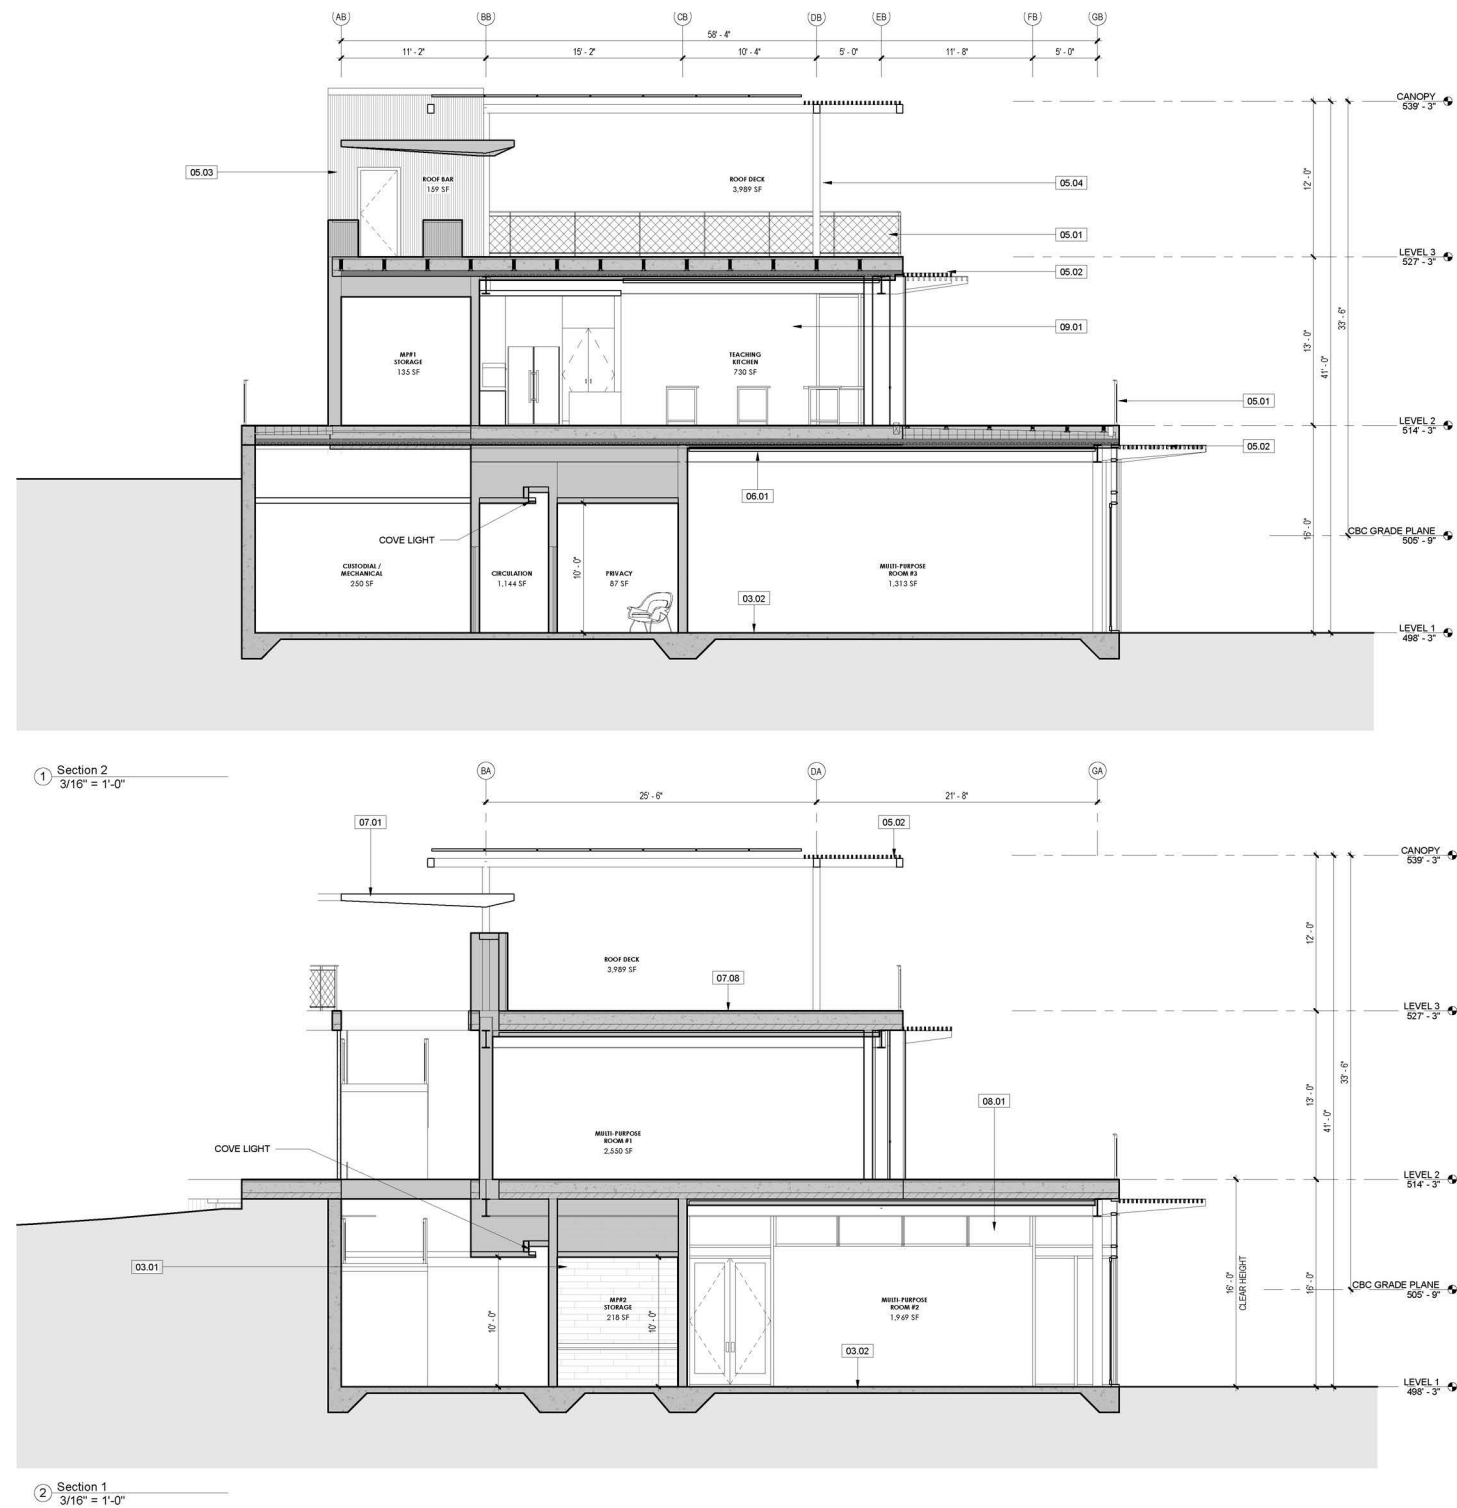 AB
BB
CB
DB
EB
FB
GB
58' - 4"
11' - 2"
15' - 2"
10' - 4"
5' - 0"
11' - 8"
5' - 0"
CANOPY
539' - 3"
05.03
ROOF BAR
159 SF
ROOF DECK
3,989 SF
05.04
12' - 0"
05.01
LEVEL 3
527' - 3"
05.02
33' - 6"
09.01
13' - 0"
MP#1
STORAGE
135 SF
TEACHING
KITCHEN
730 SF
41' - 0"
05.01
LEVEL 2
514' - 3"
05.02
06.01
CBC GRADE PLANE
505' - 9"
16' - 0"
COVE LIGHT
10' - 0"
CUSTODIAL /
MECHANICAL
250 SF
CIRCULATION
1,144 SF
PRIVACY
87 SF
MULTI-PURPOSE
ROOM #3
1,313 SF
03.02
LEVEL 1
498' - 3"
1
Section 2
3/16" = 1'-0"
BA
DA
GA
25' - 6"
21' - 8"
07.01
05.02
CANOPY
539' - 3"
12' - 0"
ROOF DECK
3,989 SF
07.08
LEVEL 3
527' - 3"
33' - 6"
13' - 0"
08.01
41' - 0"
MULTI-PURPOSE
ROOM #1
2,550 SF
COVE LIGHT
LEVEL 2
514' - 3"
03.01
16' - 0"
CLEAR HEIGHT
16' - 0"
CBC GRADE PLANE
505' - 9"
10' - 0"
MP#2
STORAGE
218 SF
10' - 0"
MULTI-PURPOSE
ROOM #2
1,969 SF
03.02
LEVEL 1
498' - 3"
2
Section 1
3/16" = 1'-0"